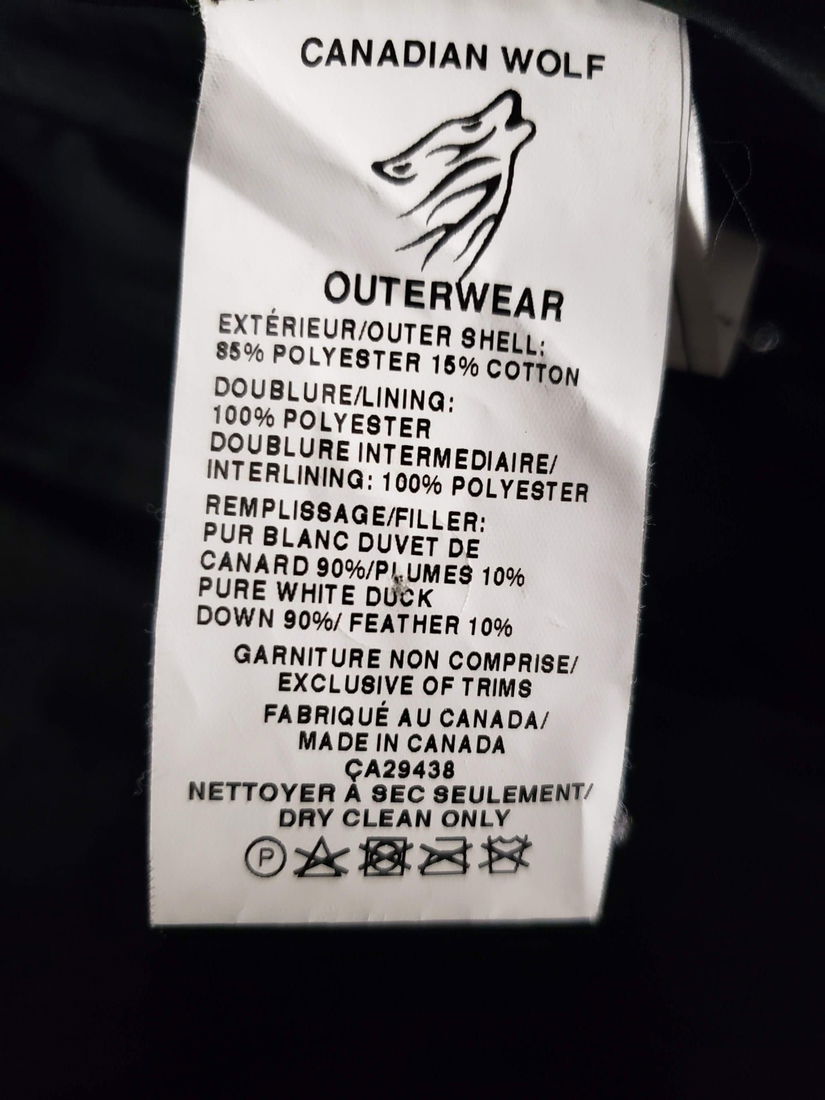 CANADIAN WOLF
OUTERWEAR
EXTÉRIEUR/OUTER SHELL:
85% POLYESTER 15% COTTON
DOUBLURE/LINING:
100% POLYESTER
DOUBLURE INTERMEDIAIRE/
INTERLINING: 100% POLYESTER
REMPLISSAGE/FILLER:
PUR BLANC DUVET DE
CANARD 90%/PLUMES 10%
PURE WHITE DUCK
DOWN 90%/ FEATHER 10%
GARNITURE NON COMPRISE/
EXCLUSIVE OF TRIMS
FABRIQUÉ AU CANADA/
MADE IN CANADA
CA29438
NETTOYER À SEC SEULEMENT/
DRY CLEAN ONLY
P